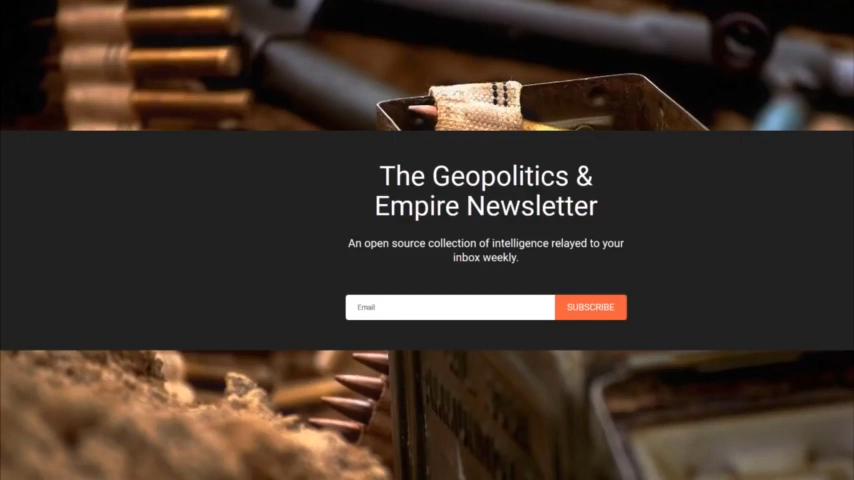 The Geopolitics &
Empire Newsletter
An open source collection of intelligence relayed to your
inbox weekly.
Email
SUBSCRIBE